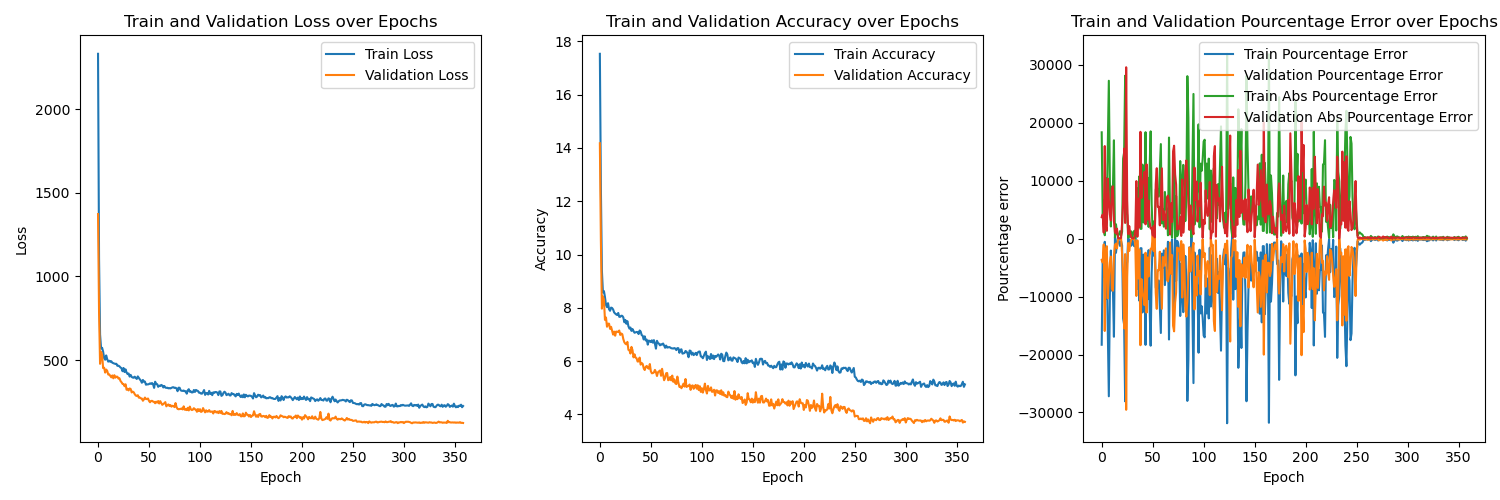 Train and Validation Loss over Epochs
Train Loss
Validation Loss
Loss
2000
1500
1000
500
0
50
100
150
200
250
300
350
Epoch
Train and Validation Accuracy over Epochs
Train Accuracy
Validation Accuracy
Accuracy
18
16
14
12
10
8
6
4
0
50
100
150
200
250
300
350
Epoch
Train and Validation Pourcentage Error over Epochs
Train Pourcentage Error
Validation Pourcentage Error
Train Abs Pourcentage Error
Validation Abs Pourcentage Error
Pourcentage error
30000
20000
10000
0
−10000
−20000
−30000
0
50
100
150
200
250
300
350
Epoch